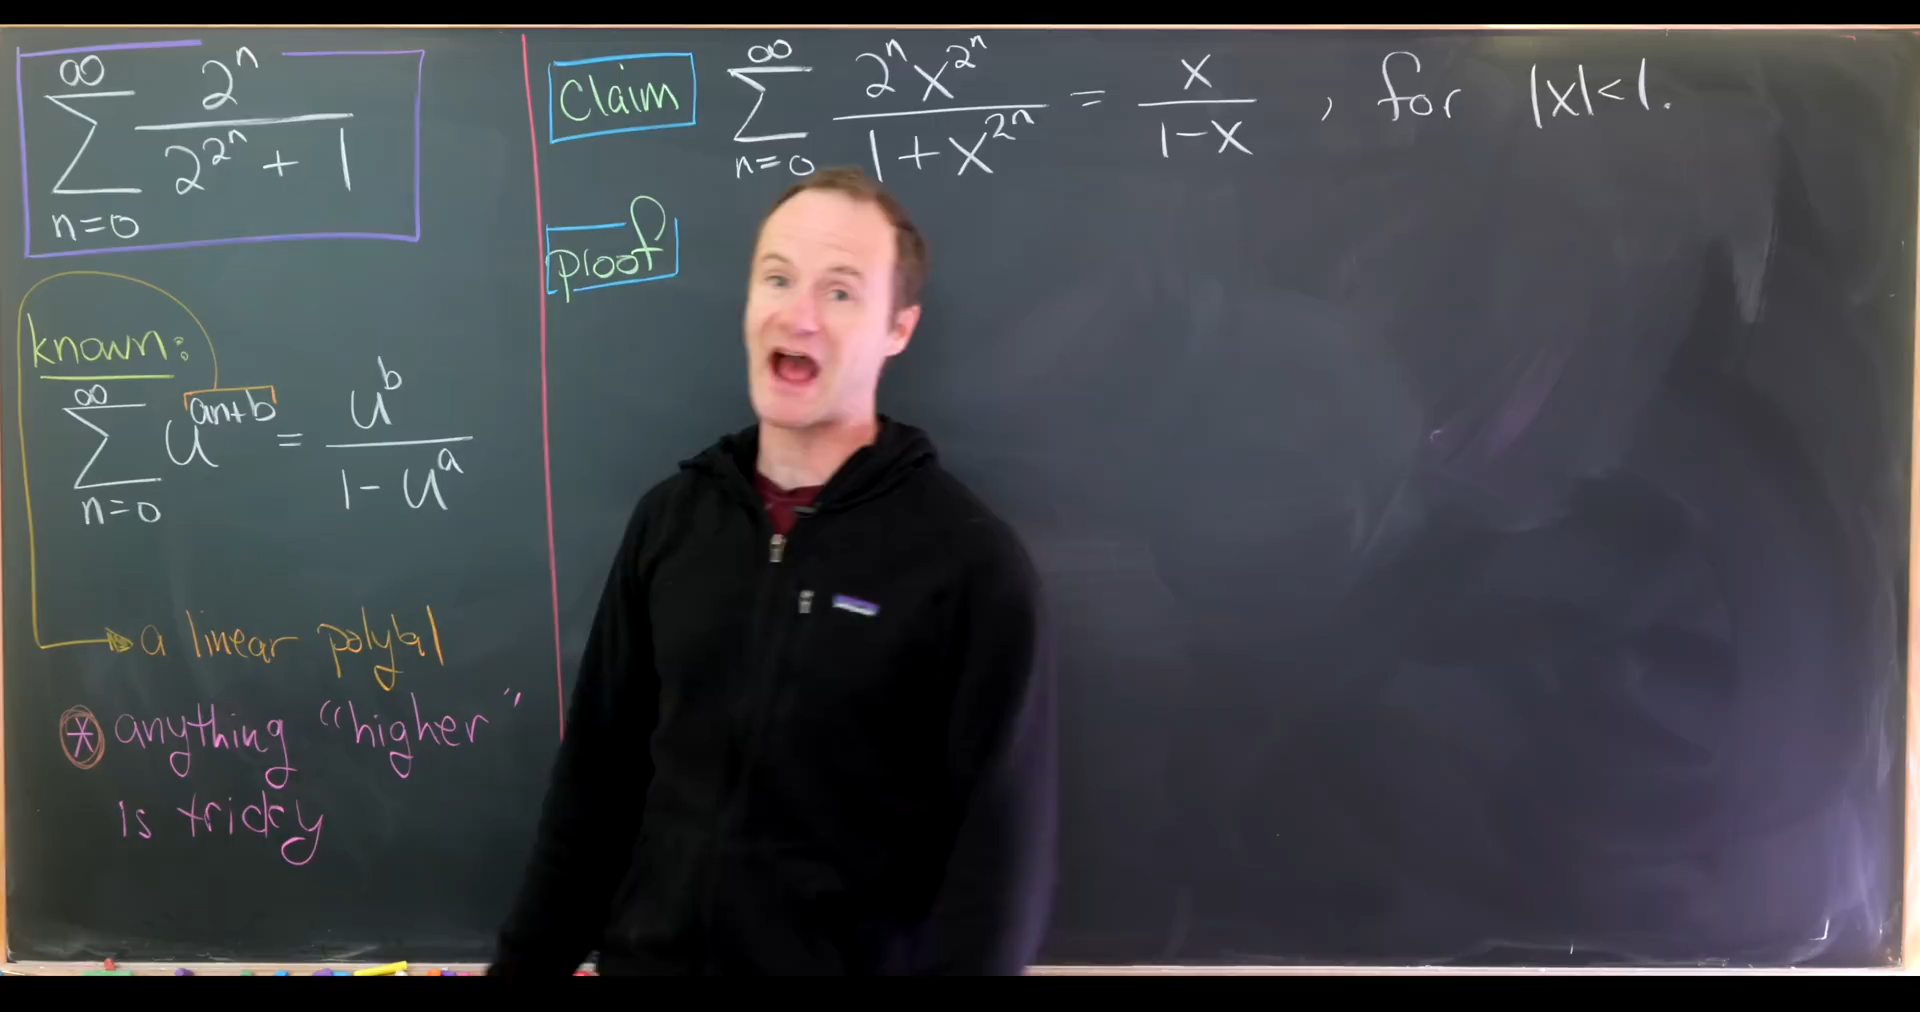 ∞∑n=0 2^n / (2^(2^n) + 1)
known:
∞∑n=0 u^(an+b) = u^b / (1 - u^a)
a linear polyal
* anything "higher"
is tricky
Claim ∞∑n=0 2^n x^(2^n) / (1 + x^(2^n)) = x / (1 - x) , for |x| < 1.
proof